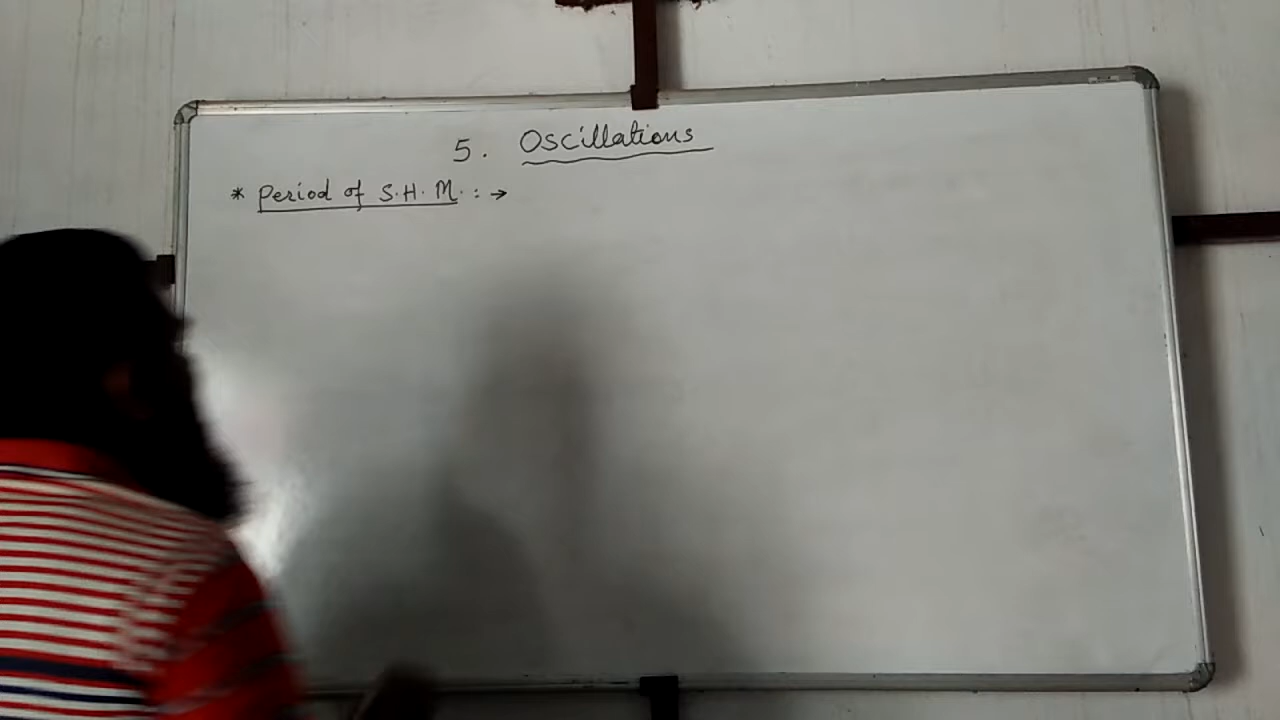 5. Oscillations
* Period of S.H.M. : →